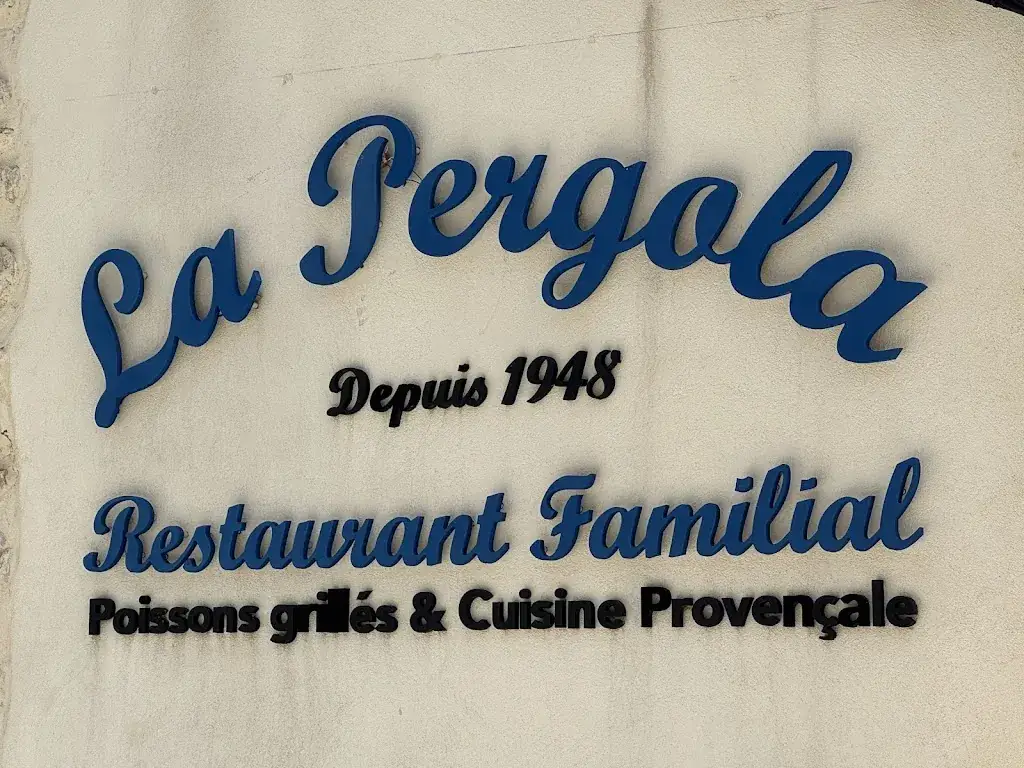 La Pergola
Depuis 1948
Restaurant Familial
Poissons grillés & Cuisine Provençale